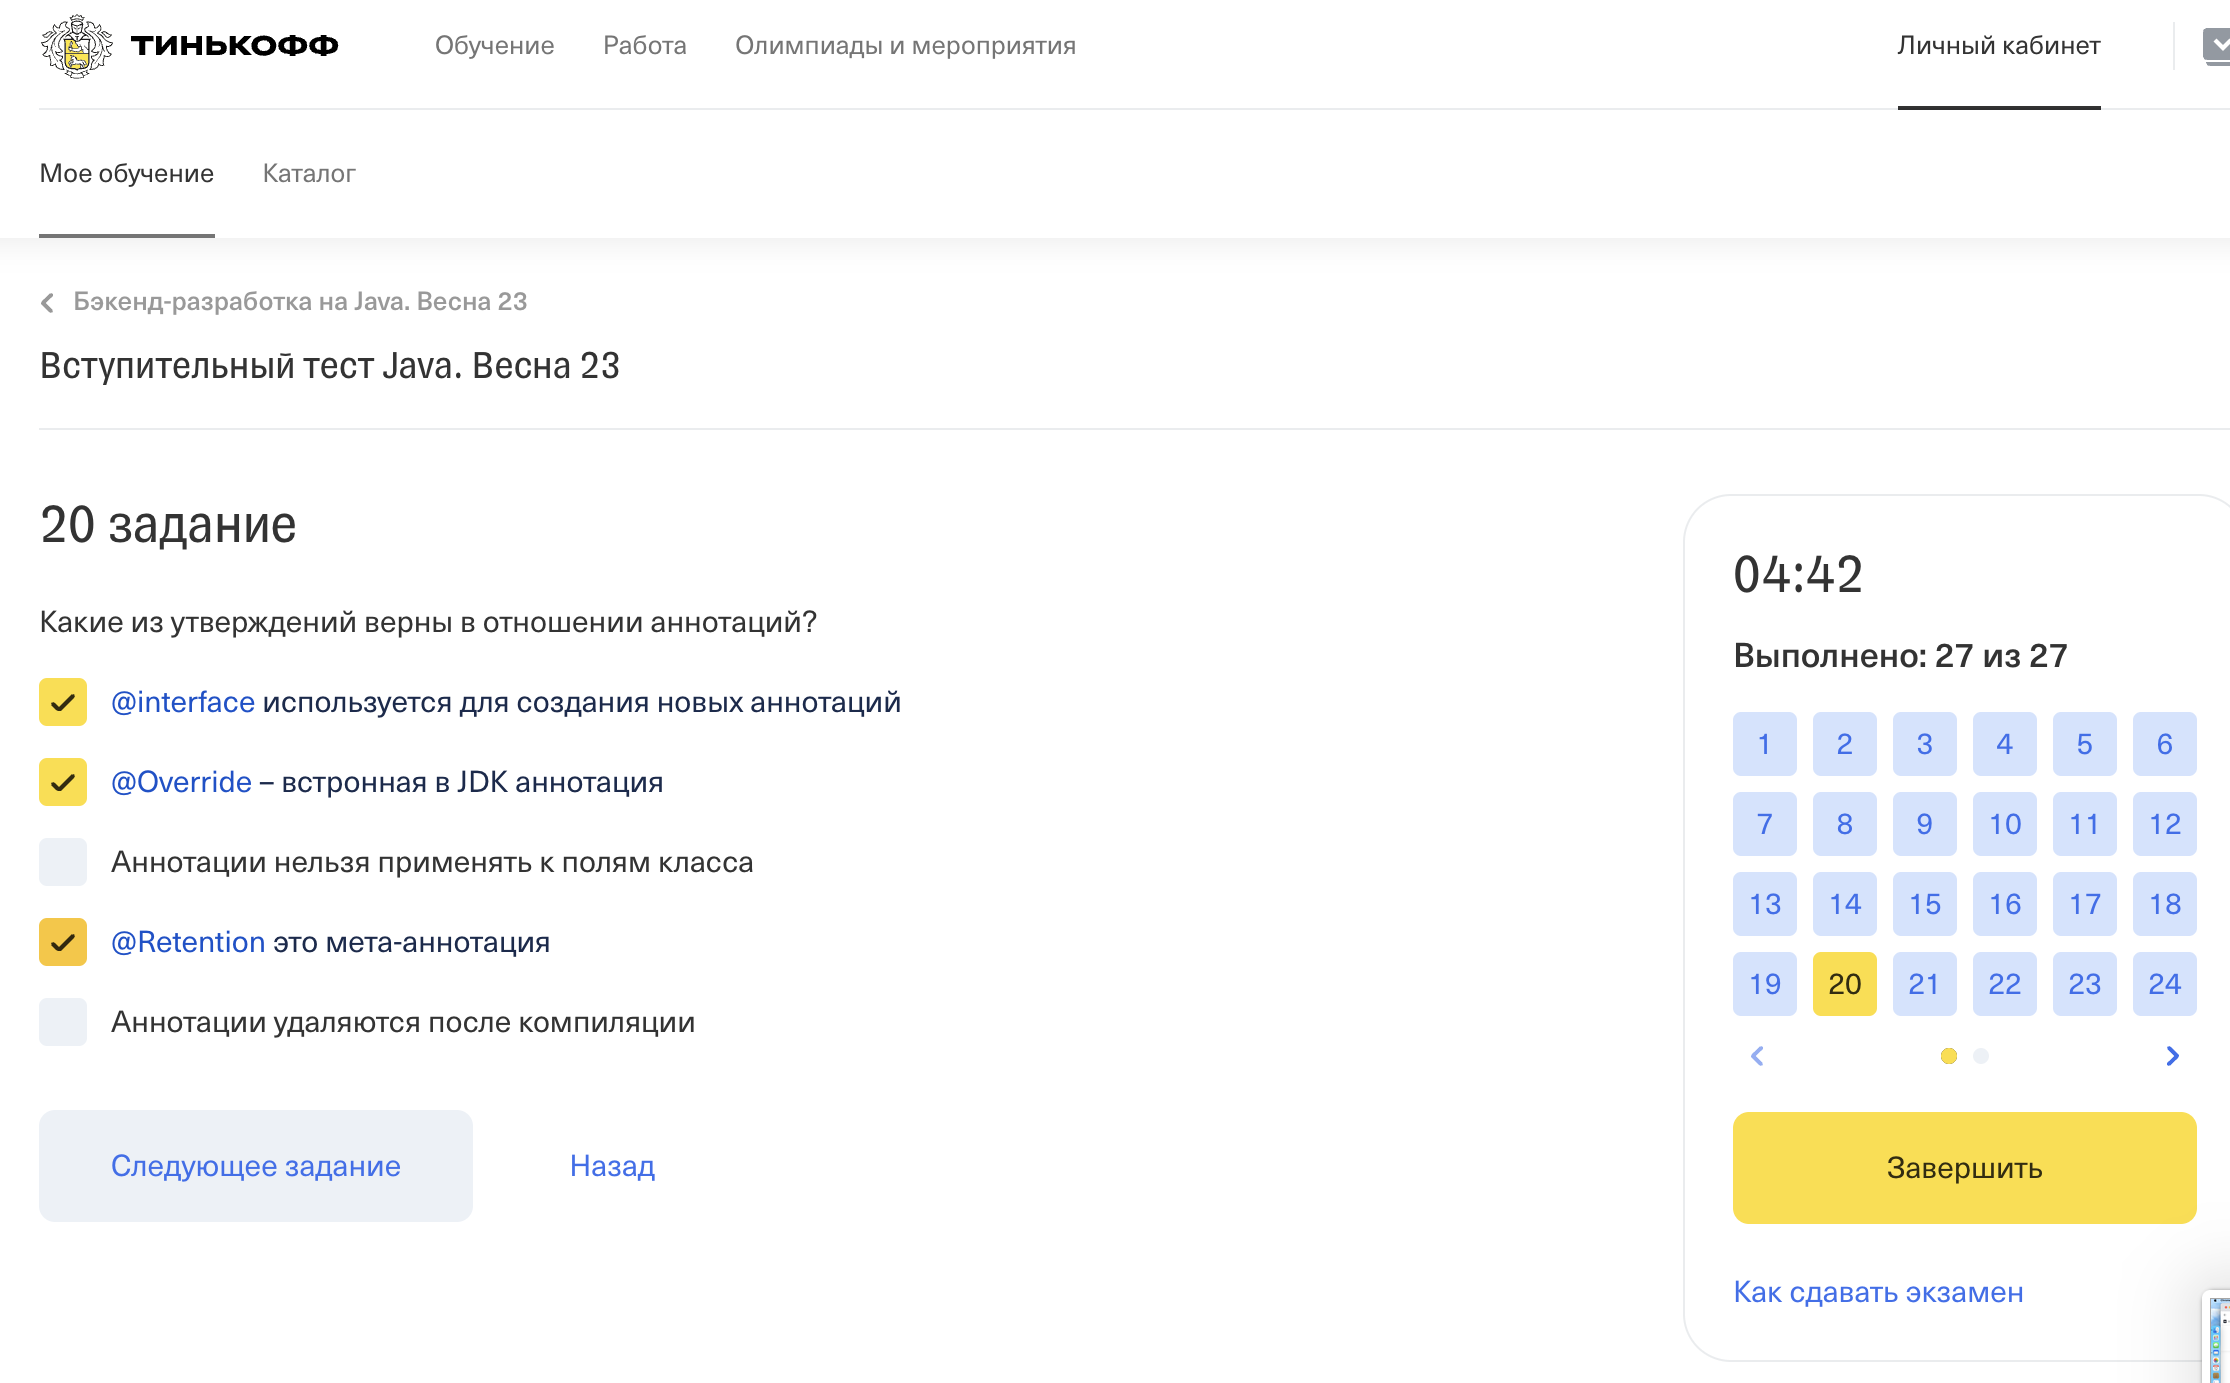 ТИНЬКОФФ Обучение Работа Олимпиады и мероприятия Личный кабинет
Мое обучение Каталог
Бэкенд-разработка на Java. Весна 23
Вступительный тест Java. Весна 23
20 задание
Какие из утверждений верны в отношении аннотаций?
@interface используется для создания новых аннотаций
@Override – встронная в JDK аннотация
Аннотации нельзя применять к полям класса
@Retention это мета-аннотация
Аннотации удаляются после компиляции
Следующее задание Назад
04:42
Выполнено: 27 из 27
1 2 3 4 5 6
7 8 9 10 11 12
13 14 15 16 17 18
19 20 21 22 23 24
Завершить
Как сдавать экзамен